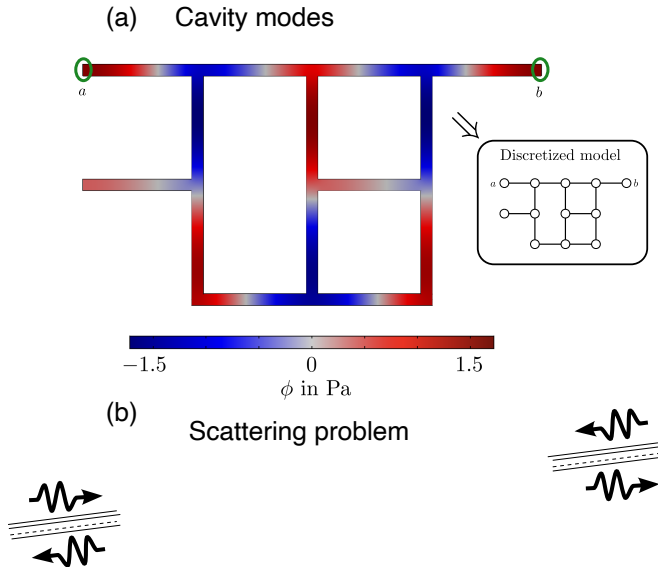 (a) Cavity modes
a
b
Discretized model
a
b
−1.5
0
1.5
ϕ in Pa
(b) Scattering problem